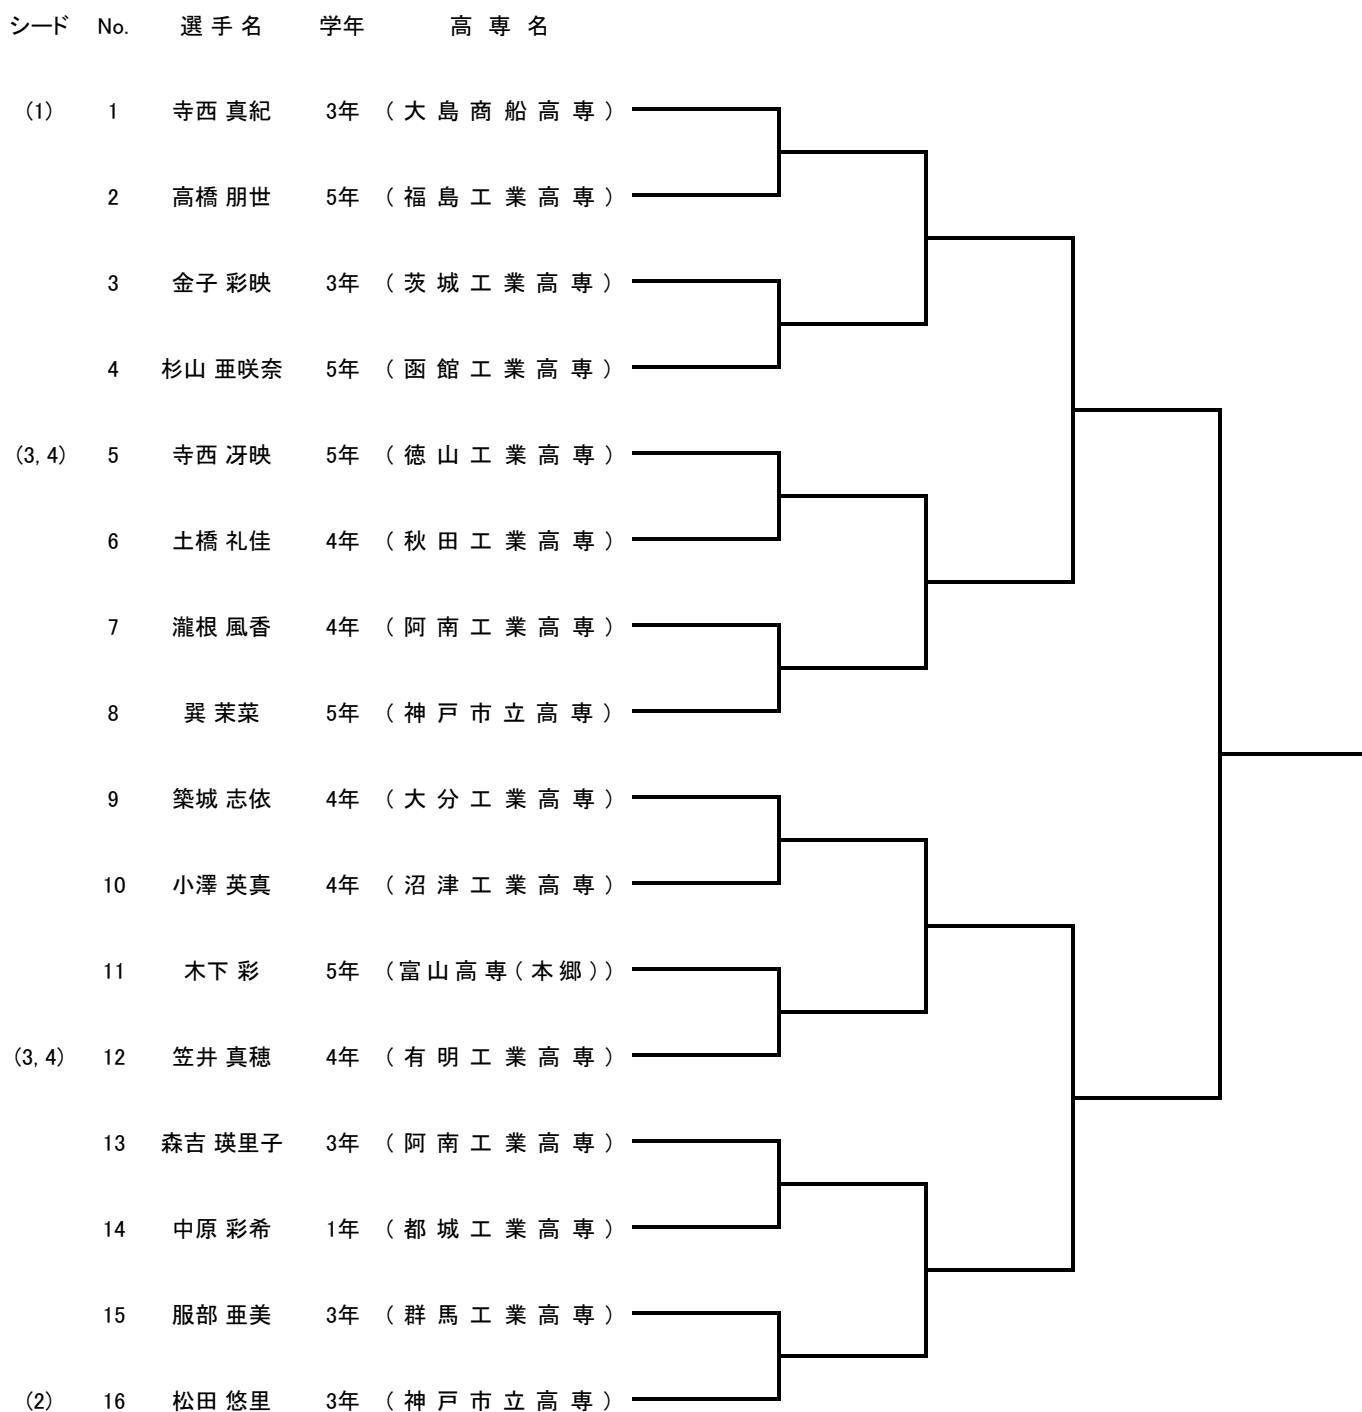 シード No. 選 手 名 学年 高 専 名
(1) 1 寺西 真紀 3年 (大島商船高専)
2 高橋 朋世 5年 (福島工業高専)
3 金子 彩映 3年 (茨城工業高専)
4 杉山 亜咲奈 5年 (函館工業高専)
(3, 4) 5 寺西 冴映 5年 (徳山工業高専)
6 土橋 礼佳 4年 (秋田工業高専)
7 瀧根 風香 4年 (阿南工業高専)
8 巽 茉菜 5年 (神戸市立高専)
9 築城 志依 4年 (大分工業高専)
10 小澤 英真 4年 (沼津工業高専)
11 木下 彩 5年 (富山高専(本郷))
(3, 4) 12 笠井 真穂 4年 (有明工業高専)
13 森吉 瑛里子 3年 (阿南工業高専)
14 中原 彩希 1年 (都城工業高専)
15 服部 亜美 3年 (群馬工業高専)
(2) 16 松田 悠里 3年 (神戸市立高専)